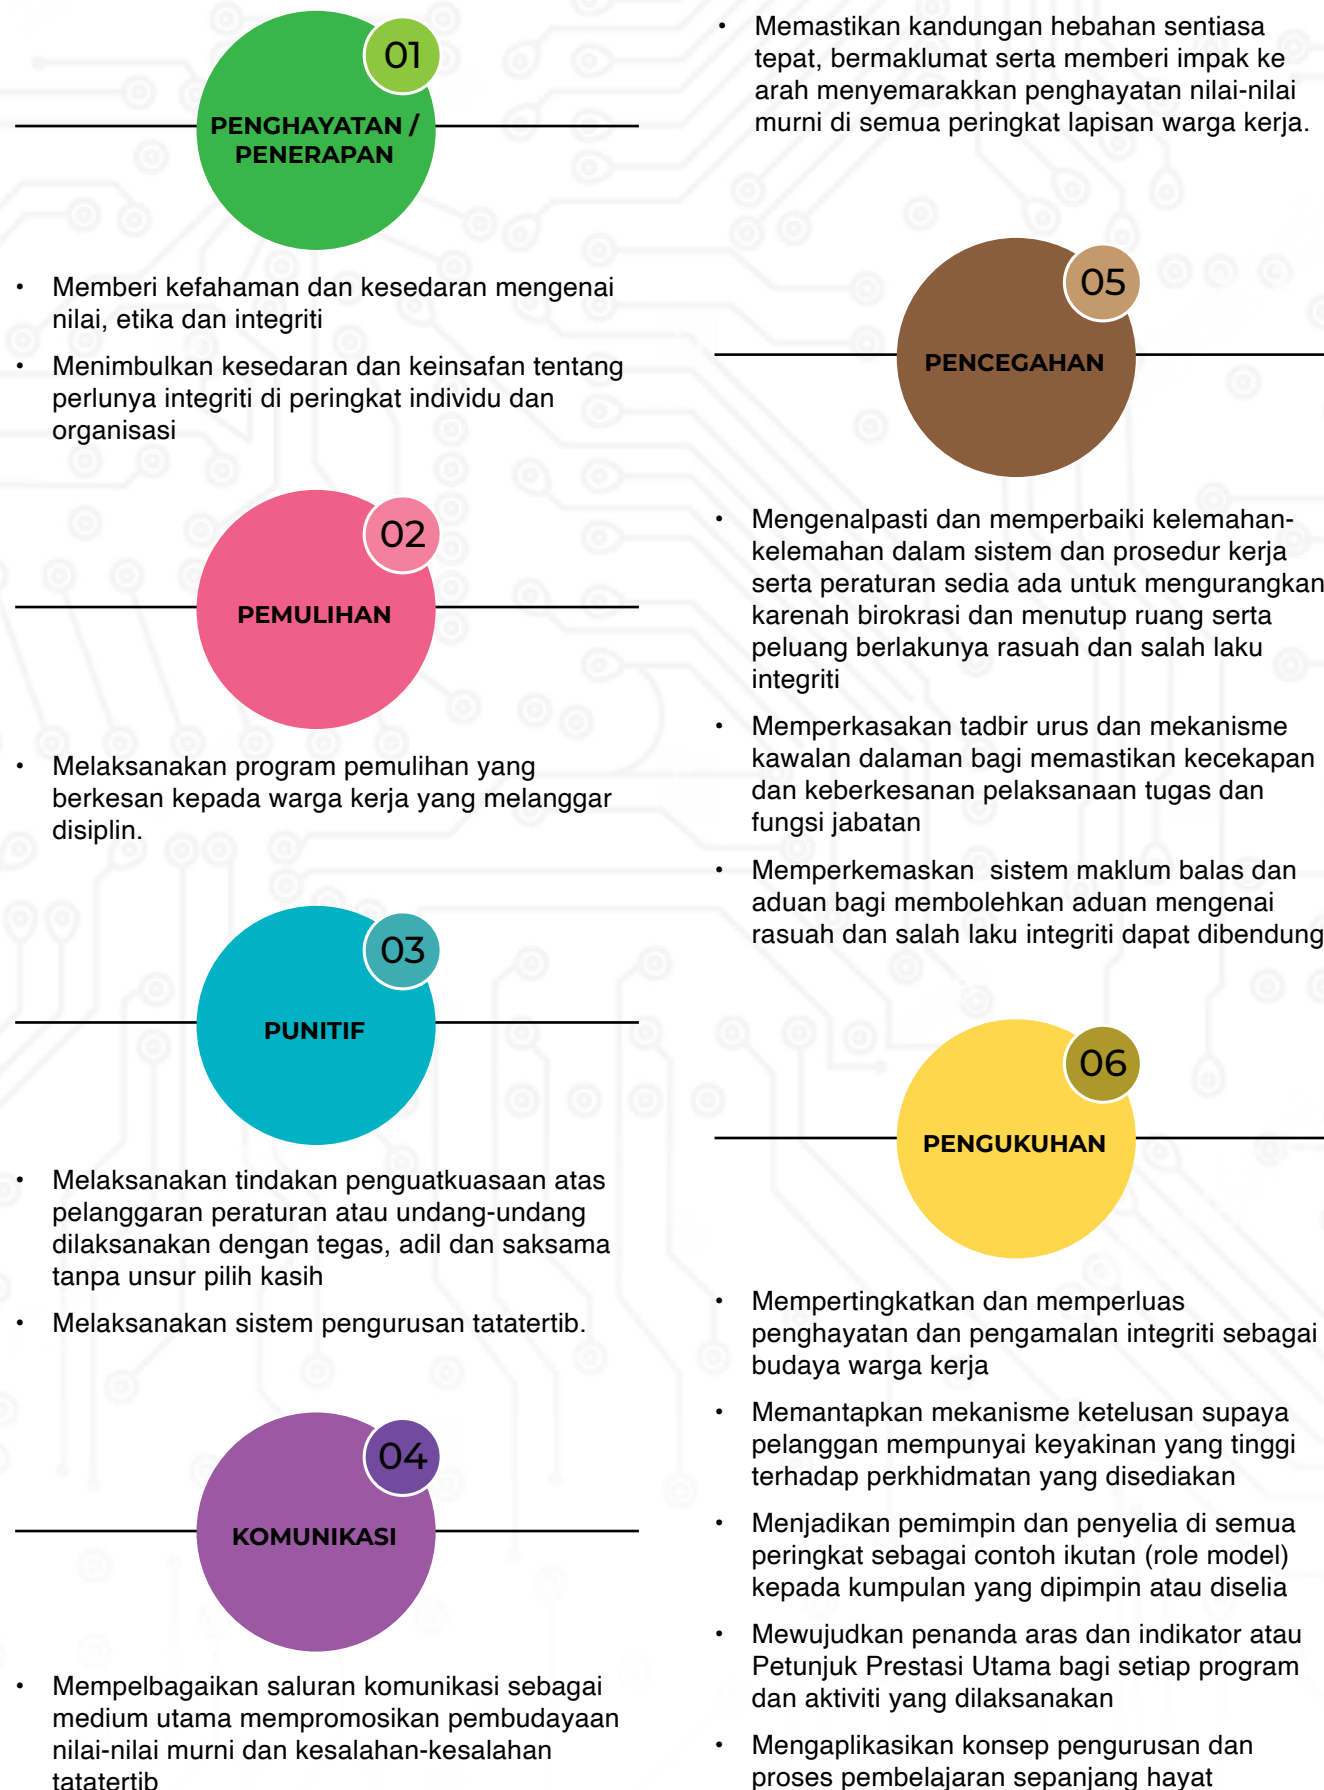 01
PENGHAYATAN /
PENERAPAN
• Memberi kefahaman dan kesedaran mengenai
nilai, etika dan integriti
• Menimbulkan kesedaran dan keinsafan tentang
perlunya integriti di peringkat individu dan
organisasi
02
PEMULIHAN
• Melaksanakan program pemulihan yang
berkesan kepada warga kerja yang melanggar
disiplin.
03
PUNITIF
• Melaksanakan tindakan penguatkuasaan atas
pelanggaran peraturan atau undang-undang
dilaksanakan dengan tegas, adil dan saksama
tanpa unsur pilih kasih
• Melaksanakan sistem pengurusan tatatertib.
04
KOMUNIKASI
• Mempelbagaikan saluran komunikasi sebagai
medium utama mempromosikan pembudayaan
nilai-nilai murni dan kesalahan-kesalahan
tatatertib
• Memastikan kandungan hebahan sentiasa
tepat, bermaklumat serta memberi impak ke
arah menyemarakkan penghayatan nilai-nilai
murni di semua peringkat lapisan warga kerja.
05
PENCEGAHAN
• Mengenalpasti dan memperbaiki kelemahan-
kelemahan dalam sistem dan prosedur kerja
serta peraturan sedia ada untuk mengurangkan
karenah birokrasi dan menutup ruang serta
peluang berlakunya rasuah dan salah laku
integriti
• Memperkasakan tadbir urus dan mekanisme
kawalan dalaman bagi memastikan kecekapan
dan keberkesanan pelaksanaan tugas dan
fungsi jabatan
• Memperkemaskan sistem maklum balas dan
aduan bagi membolehkan aduan mengenai
rasuah dan salah laku integriti dapat dibendung
06
PENGUKUHAN
• Mempertingkatkan dan memperluas
penghayatan dan pengamalan integriti sebagai
budaya warga kerja
• Memantapkan mekanisme ketelusan supaya
pelanggan mempunyai keyakinan yang tinggi
terhadap perkhidmatan yang disediakan
• Menjadikan pemimpin dan penyelia di semua
peringkat sebagai contoh ikutan (role model)
kepada kumpulan yang dipimpin atau diselia
• Mewujudkan penanda aras dan indikator atau
Petunjuk Prestasi Utama bagi setiap program
dan aktiviti yang dilaksanakan
• Mengaplikasikan konsep pengurusan dan
proses pembelajaran sepanjang hayat